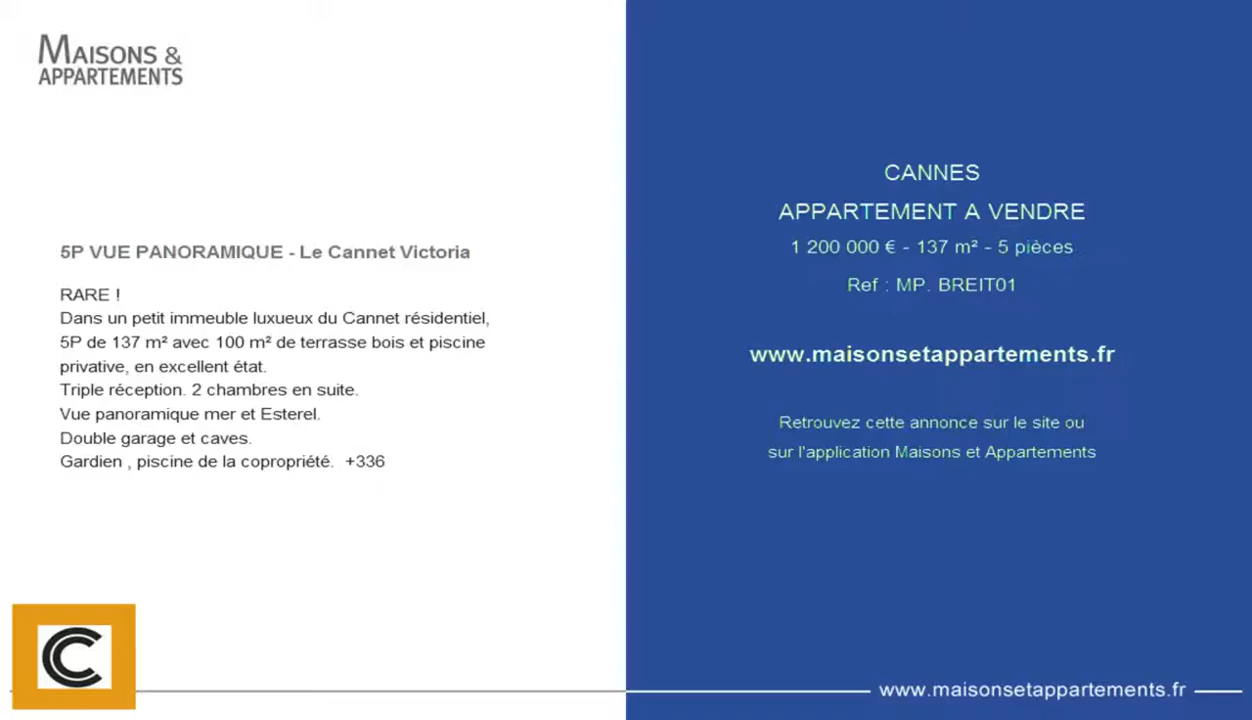 MAISONS &
APPARTEMENTS
5P VUE PANORAMIQUE - Le Cannet Victoria
RARE !
Dans un petit immeuble luxueux du Cannet résidentiel,
5P de 137 m² avec 100 m² de terrasse bois et piscine
privative, en excellent état.
Triple réception. 2 chambres en suite.
Vue panoramique mer et Esterel.
Double garage et caves.
Gardien , piscine de la copropriété.  +336
CANNES
APPARTEMENT A VENDRE
1 200 000 € - 137 m² - 5 pièces
Ref : MP. BREIT01
www.maisonsetappartements.fr
Retrouvez cette annonce sur le site ou
sur l'application Maisons et Appartements
www.maisonsetappartements.fr